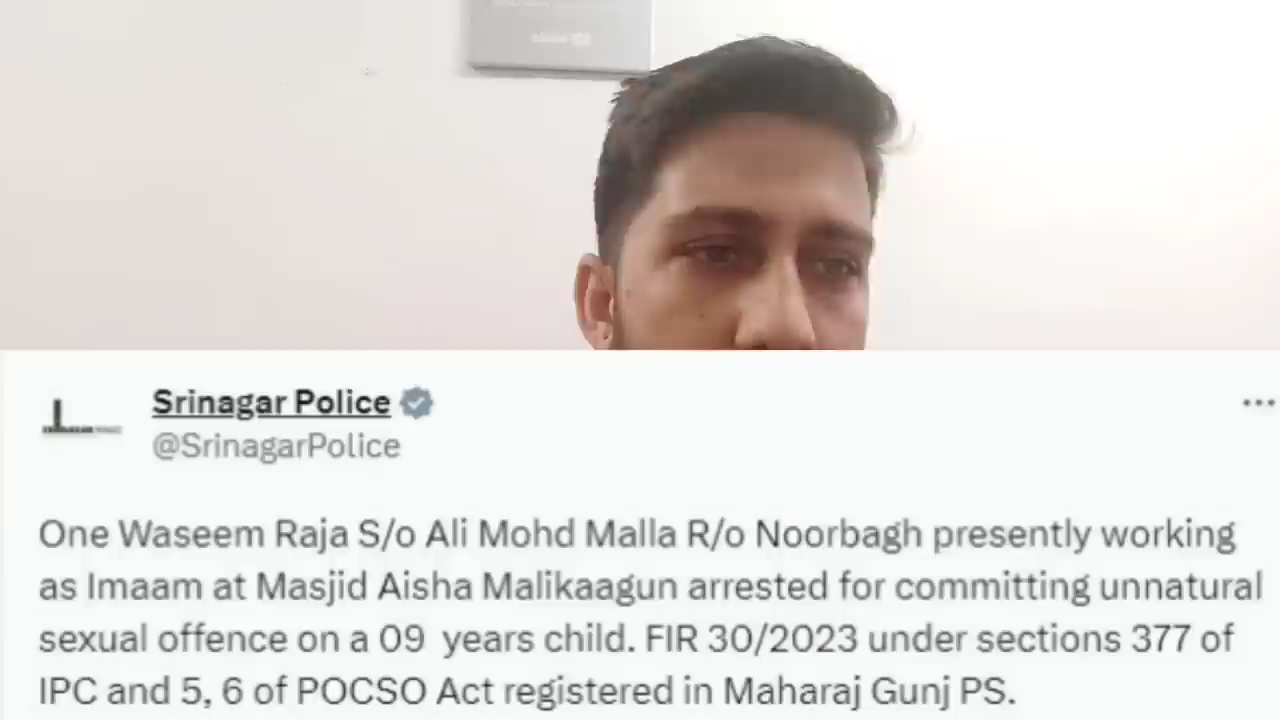 Srinagar Police
@SrinagarPolice
One Waseem Raja S/o Ali Mohd Malla R/o Noorbagh presently working
as Imaam at Masjid Aisha Malikaagun arrested for committing unnatural
sexual offence on a 09 years child. FIR 30/2023 under sections 377 of
IPC and 5, 6 of POCSO Act registered in Maharaj Gunj PS.